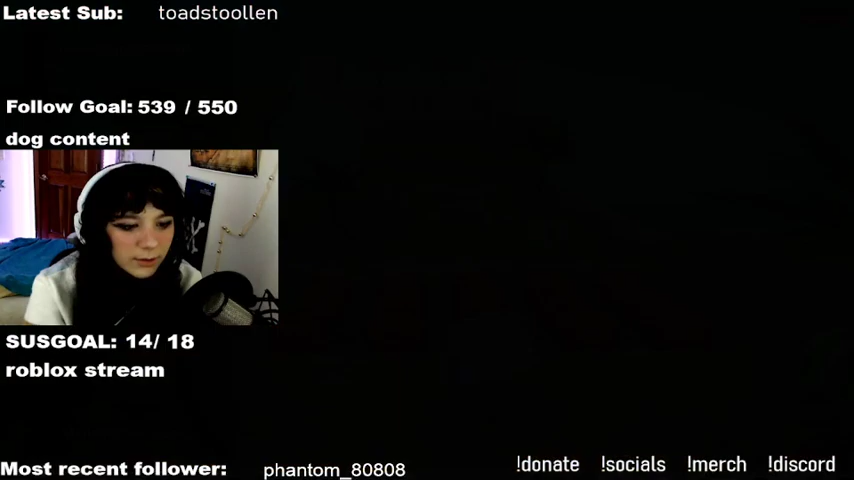 Latest Sub: toadstoollen
Follow Goal: 539 / 550
dog content
SUSGOAL: 14/ 18
roblox stream
Most recent follower: phantom_80808
!donate !socials !merch !discord